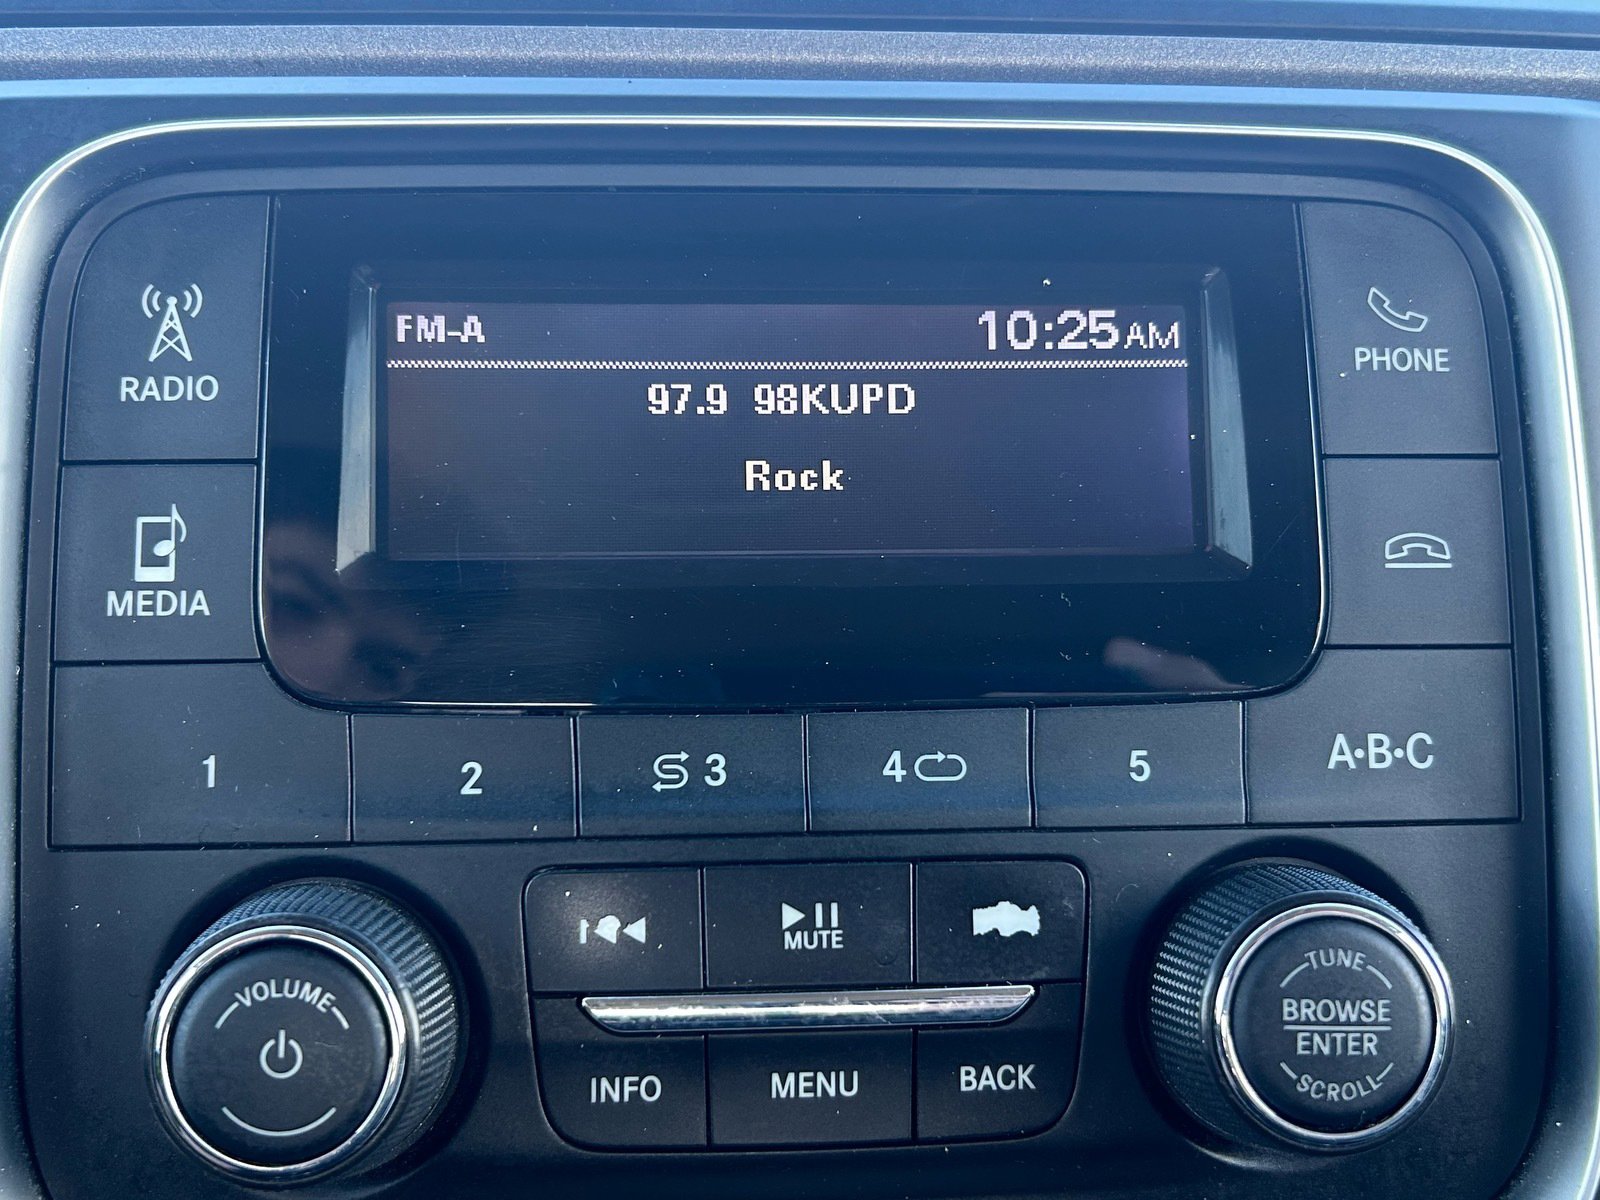 FM-A
10:25AM
97.9 98KUPD
Rock
RADIO
MEDIA
PHONE
1
2
3
4
5
A•B•C
MUTE
INFO
MENU
BACK
VOLUME
TUNE
BROWSE
ENTER
SCROLL